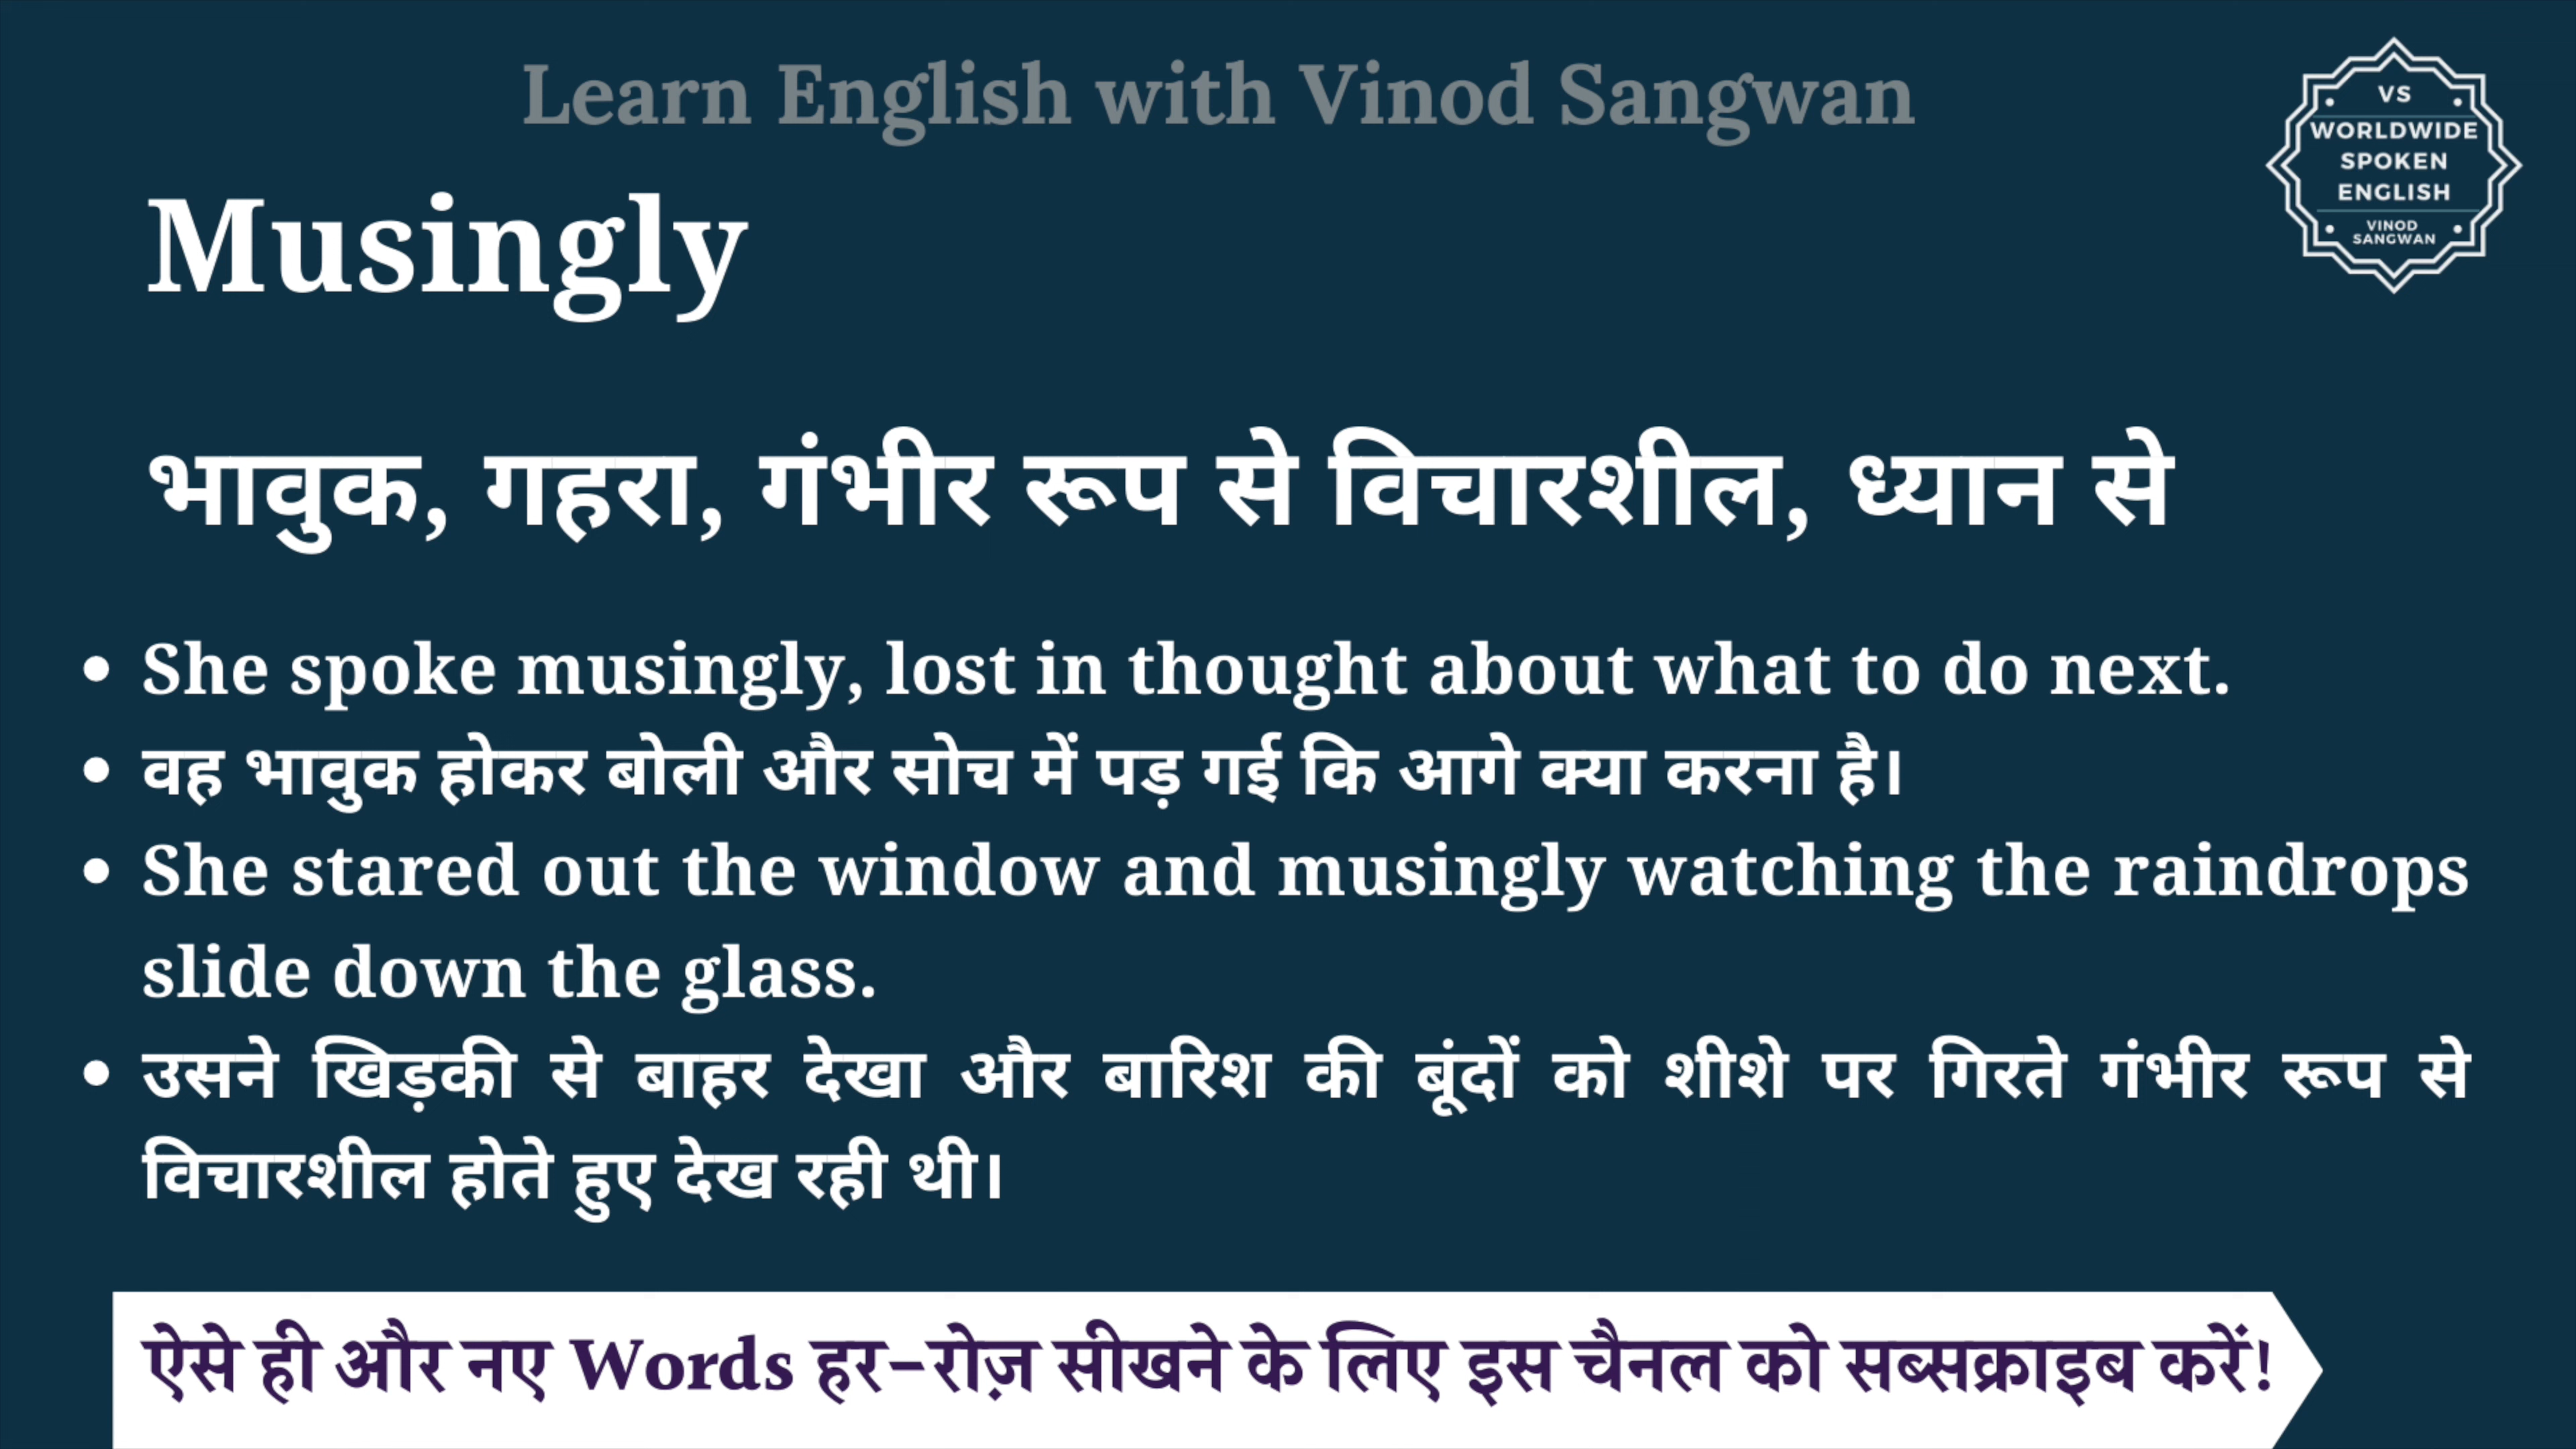 Learn English with Vinod Sangwan
VS
WORLDWIDE
SPOKEN
ENGLISH
VINOD
SANGWAN
Musingly
भावुक, गहरा, गंभीर रूप से विचारशील, ध्यान से
• She spoke musingly, lost in thought about what to do next.
• वह भावुक होकर बोली और सोच में पड़ गई कि आगे क्या करना है।
• She stared out the window and musingly watching the raindrops
slide down the glass.
• उसने खिड़की से बाहर देखा और बारिश की बूंदों को शीशे पर गिरते गंभीर रूप से
विचारशील होते हुए देख रही थी।
ऐसे ही और नए Words हर-रोज़ सीखने के लिए इस चैनल को सब्सक्राइब करें!